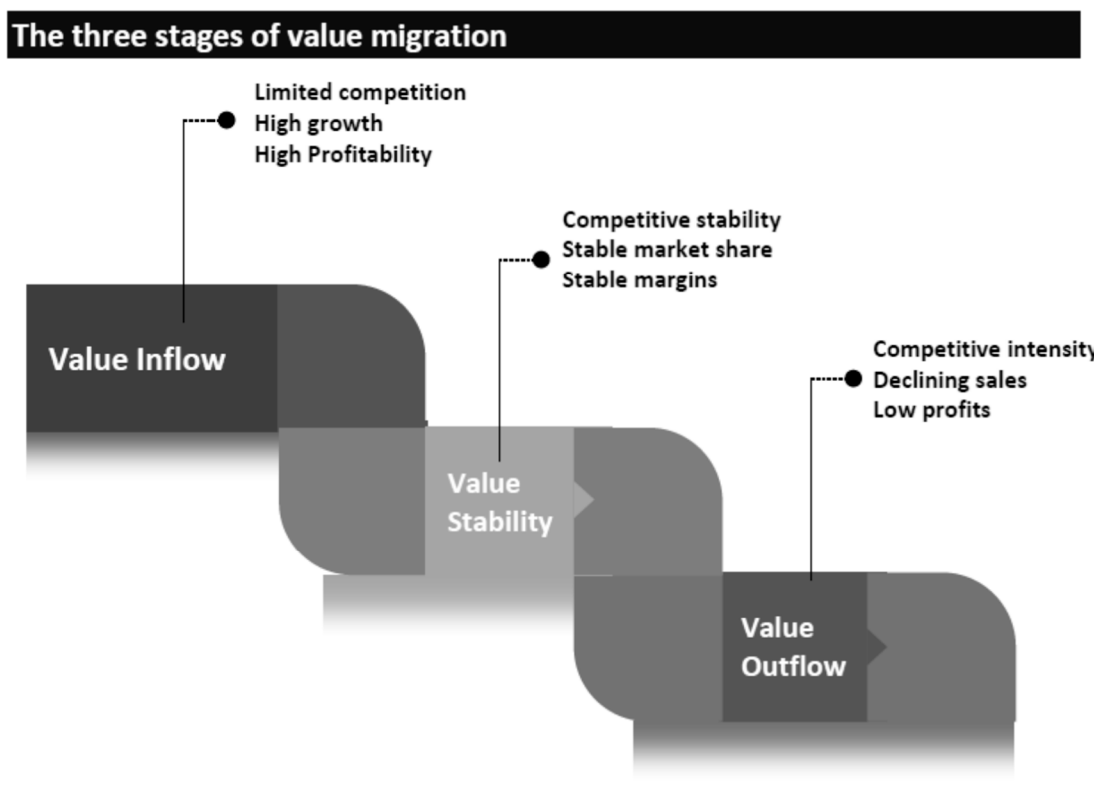 The three stages of value migration
Limited competition
High growth
High Profitability
Competitive stability
Stable market share
Stable margins
Value Inflow
Competitive intensity
Declining sales
Low profits
Value
Stability
Value
Outflow